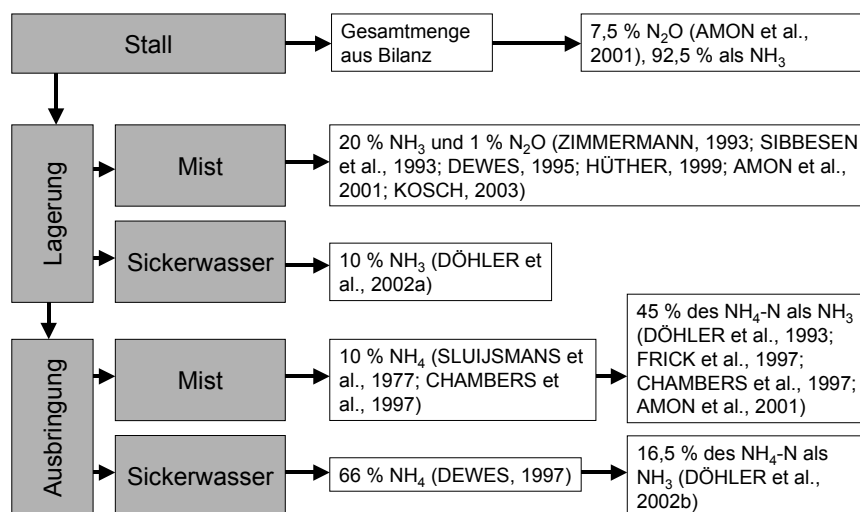 Stall
Gesamtmenge
aus Bilanz
7,5 % N₂O (AMON et al.,
2001), 92,5 % als NH₃
Lagerung
Mist
20 % NH₃ und 1 % N₂O (ZIMMERMANN, 1993; SIBBESEN
et al., 1993; DEWES, 1995; HÜTHER, 1999; AMON et al.,
2001; KOSCH, 2003)
Sickerwasser
10 % NH₃ (DÖHLER et
al., 2002a)
Ausbringung
Mist
10 % NH₄ (SLUIJSMANS et
al., 1977; CHAMBERS et al.,
1997)
45 % des NH₄-N als NH₃
(DÖHLER et al., 1993;
FRICK et al., 1997;
CHAMBERS et al., 1997;
AMON et al., 2001)
Sickerwasser
66 % NH₄ (DEWES, 1997)
16,5 % des NH₄-N als
NH₃ (DÖHLER et al.,
2002b)